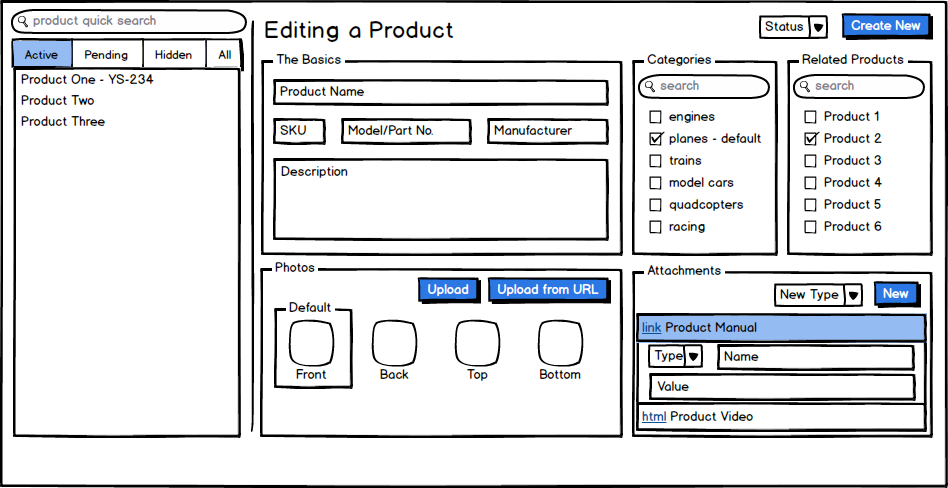 product quick search
Active Pending Hidden All
Product One - YS-234
Product Two
Product Three
Editing a Product
Status
Create New
The Basics
Product Name
SKU Model/Part No. Manufacturer
Description
Categories
search
engines
planes - default
trains
model cars
quadcopters
racing
Related Products
search
Product 1
Product 2
Product 3
Product 4
Product 5
Product 6
Photos
Upload Upload from URL
Default
Front Back Top Bottom
Attachments
New Type New
link Product Manual
Type Name
Value
html Product Video